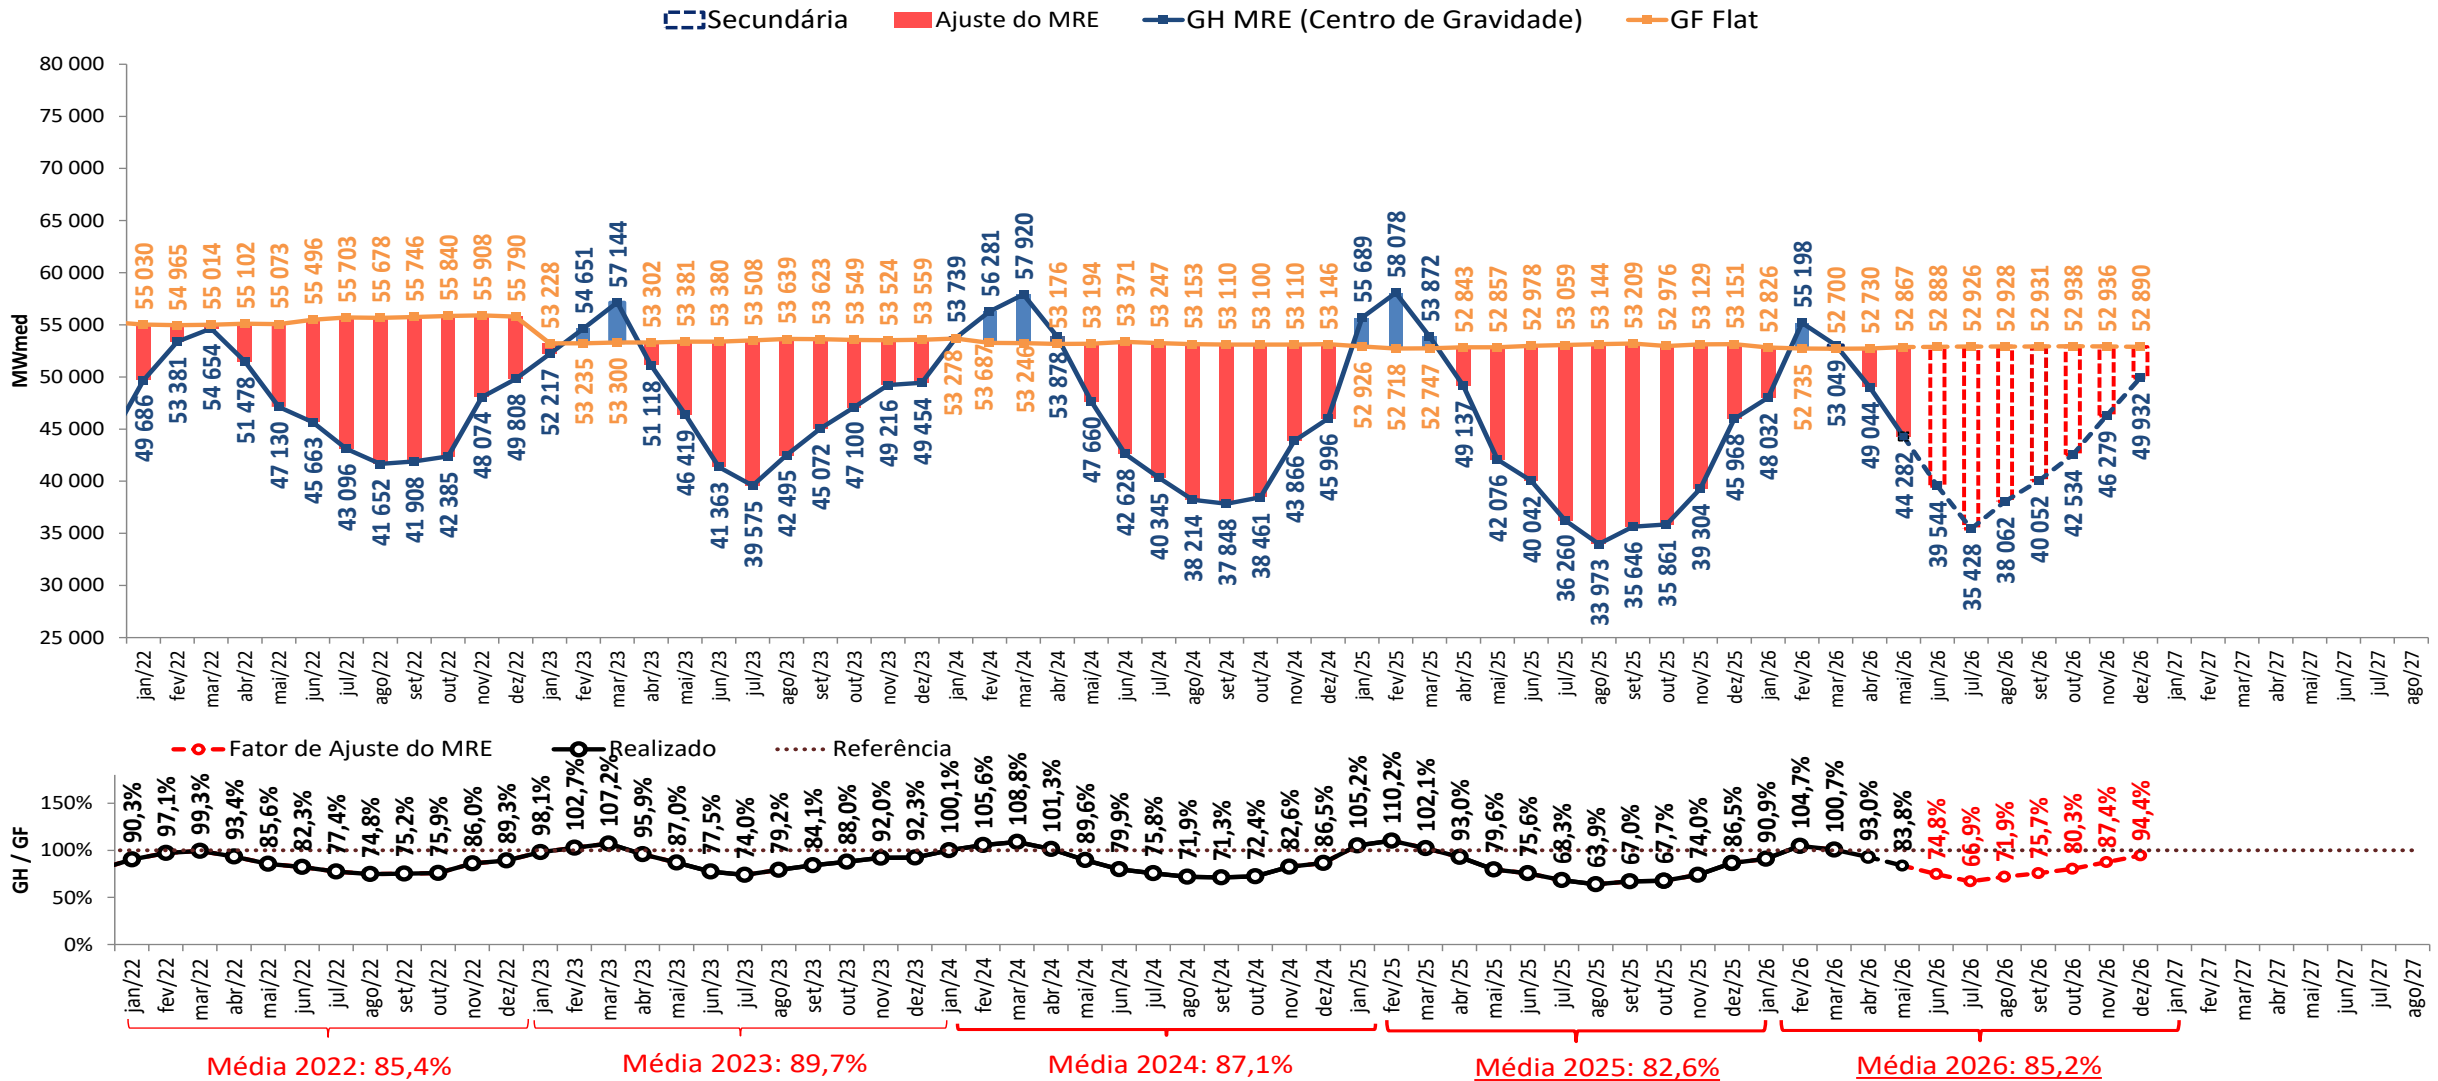 Secundária Ajuste do MRE GH MRE (Centro de Gravidade) GF Flat
MWmed
80 000
75 000
70 000
65 000
60 000
55 000
50 000
45 000
40 000
35 000
30 000
25 000
55 030 54 965 55 014 55 102 55 073 55 496 55 703 55 678 55 746 55 840 55 908 55 790 53 228 53 235 53 300 53 302 53 381 53 380 53 508 53 639 53 623 53 549 53 524 53 559 53 278 53 687 53 246 53 176 53 194 53 371 53 247 53 153 53 110 53 100 53 110 53 146 52 926 52 718 52 747 52 843 52 857 52 978 53 059 53 144 53 209 52 976 53 129 53 151 52 826 52 735 52 700 52 730 52 867 52 888 52 926 52 928 52 931 52 938 52 936 52 890
49 686 53 381 54 654 51 478 47 130 45 663 43 096 41 652 41 908 42 385 48 074 49 808 52 217 54 651 57 144 51 118 46 419 41 363 39 575 42 495 45 072 47 100 49 216 49 454 53 739 56 281 57 920 53 878 47 660 42 628 40 345 38 214 37 848 38 461 43 866 45 996 55 689 58 078 53 872 49 137 42 076 40 042 36 260 33 973 35 646 35 861 39 304 45 968 48 032 55 198 53 049 49 044 44 282 39 544 35 428 38 062 40 052 42 534 46 279 49 932
jan/22 fev/22 mar/22 abr/22 mai/22 jun/22 jul/22 ago/22 set/22 out/22 nov/22 dez/22 jan/23 fev/23 mar/23 abr/23 mai/23 jun/23 jul/23 ago/23 set/23 out/23 nov/23 dez/23 jan/24 fev/24 mar/24 abr/24 mai/24 jun/24 jul/24 ago/24 set/24 out/24 nov/24 dez/24 jan/25 fev/25 mar/25 abr/25 mai/25 jun/25 jul/25 ago/25 set/25 out/25 nov/25 dez/25 jan/26 fev/26 mar/26 abr/26 mai/26 jun/26 jul/26 ago/26 set/26 out/26 nov/26 dez/26 jan/27 fev/27 mar/27 abr/27 mai/27 jun/27 jul/27 ago/27
Fator de Ajuste do MRE Realizado Referência
GH / GF
150%
100%
50%
0%
90,3% 97,1% 99,3% 93,4% 85,6% 82,3% 77,4% 74,8% 75,2% 75,9% 86,0% 89,3% 98,1% 102,7% 107,2% 95,9% 87,0% 77,5% 74,0% 79,2% 84,1% 88,0% 92,0% 92,3% 100,1% 105,6% 108,8% 101,3% 89,6% 79,9% 75,8% 71,9% 71,3% 72,4% 82,6% 86,5% 105,2% 110,2% 102,1% 93,0% 79,6% 75,6% 68,3% 63,9% 67,0% 67,7% 74,0% 86,5% 90,9% 104,7% 100,7% 93,0% 83,8% 74,8% 66,9% 71,9% 75,7% 80,3% 87,4% 94,4%
jan/22 fev/22 mar/22 abr/22 mai/22 jun/22 jul/22 ago/22 set/22 out/22 nov/22 dez/22 jan/23 fev/23 mar/23 abr/23 mai/23 jun/23 jul/23 ago/23 set/23 out/23 nov/23 dez/23 jan/24 fev/24 mar/24 abr/24 mai/24 jun/24 jul/24 ago/24 set/24 out/24 nov/24 dez/24 jan/25 fev/25 mar/25 abr/25 mai/25 jun/25 jul/25 ago/25 set/25 out/25 nov/25 dez/25 jan/26 fev/26 mar/26 abr/26 mai/26 jun/26 jul/26 ago/26 set/26 out/26 nov/26 dez/26 jan/27 fev/27 mar/27 abr/27 mai/27 jun/27 jul/27 ago/27
Média 2022: 85,4% Média 2023: 89,7% Média 2024: 87,1% Média 2025: 82,6% Média 2026: 85,2%